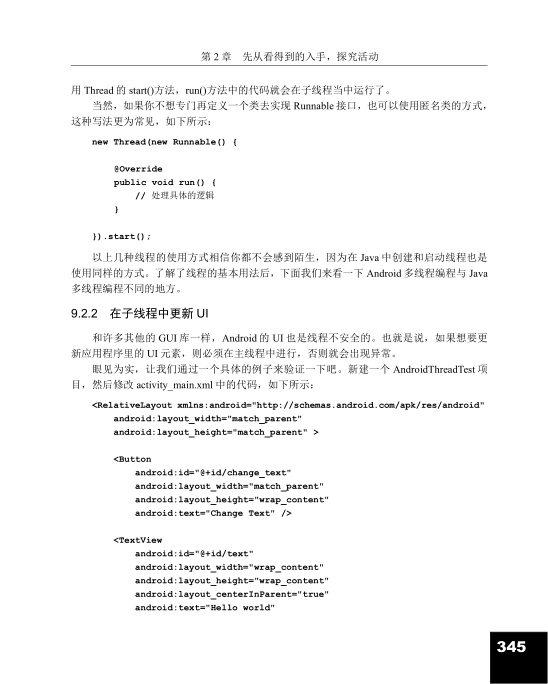 第 2 章　先从看得到的入手，探究活动
用 Thread 的 start()方法，run()方法中的代码就会在子线程当中运行了。
当然，如果你不想专门再定义一个类去实现 Runnable 接口，也可以使用匿名类的方式，
这种写法更为常见，如下所示：
new Thread(new Runnable() {
@Override
public void run() {
// 处理具体的逻辑
}
}).start();
以上几种线程的使用方式相信你都不会感到陌生，因为在 Java 中创建和启动线程也是
使用同样的方式。了解了线程的基本用法后，下面我们来看一下 Android 多线程编程与 Java
多线程编程不同的地方。
9.2.2　在子线程中更新 UI
和许多其他的 GUI 库一样，Android 的 UI 也是线程不安全的。也就是说，如果想要更
新应用程序里的 UI 元素，则必须在主线程中进行，否则就会出现异常。
眼见为实，让我们通过一个具体的例子来验证一下吧。新建一个 AndroidThreadTest 项
目，然后修改 activity_main.xml 中的代码，如下所示：
<RelativeLayout xmlns:android="http://schemas.android.com/apk/res/android"
android:layout_width="match_parent"
android:layout_height="match_parent" >
<Button
android:id="@+id/change_text"
android:layout_width="match_parent"
android:layout_height="wrap_content"
android:text="Change Text" />
<TextView
android:id="@+id/text"
android:layout_width="wrap_content"
android:layout_height="wrap_content"
android:layout_centerInParent="true"
android:text="Hello world"
345